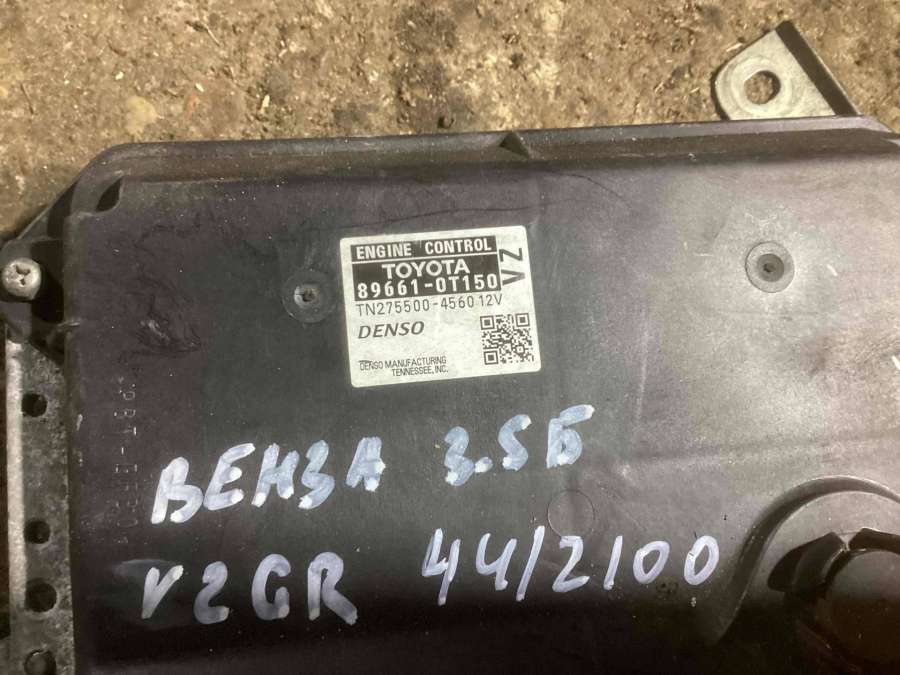 ENGINE CONTROL
TOYOTA
89661-0T150
VZ
TN275500-4560 12V
DENSO
DENSO MANUFACTURING
TENNESSEE, INC.
ВЕНЗА 3.5Б
V2GR 44/2100